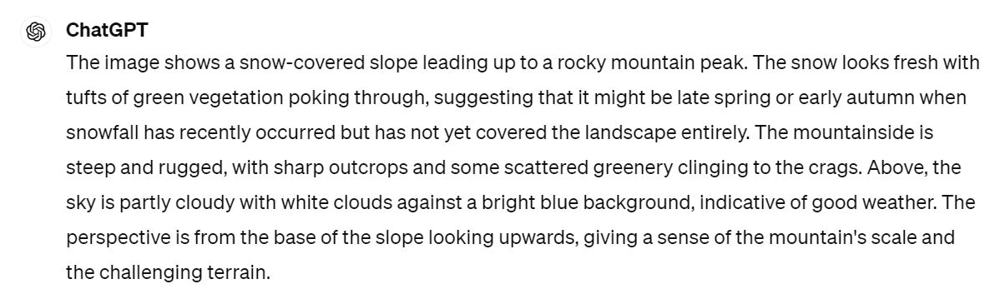 ChatGPT
The image shows a snow-covered slope leading up to a rocky mountain peak. The snow looks fresh with
tufts of green vegetation poking through, suggesting that it might be late spring or early autumn when
snowfall has recently occurred but has not yet covered the landscape entirely. The mountainside is
steep and rugged, with sharp outcrops and some scattered greenery clinging to the crags. Above, the
sky is partly cloudy with white clouds against a bright blue background, indicative of good weather. The
perspective is from the base of the slope looking upwards, giving a sense of the mountain's scale and
the challenging terrain.